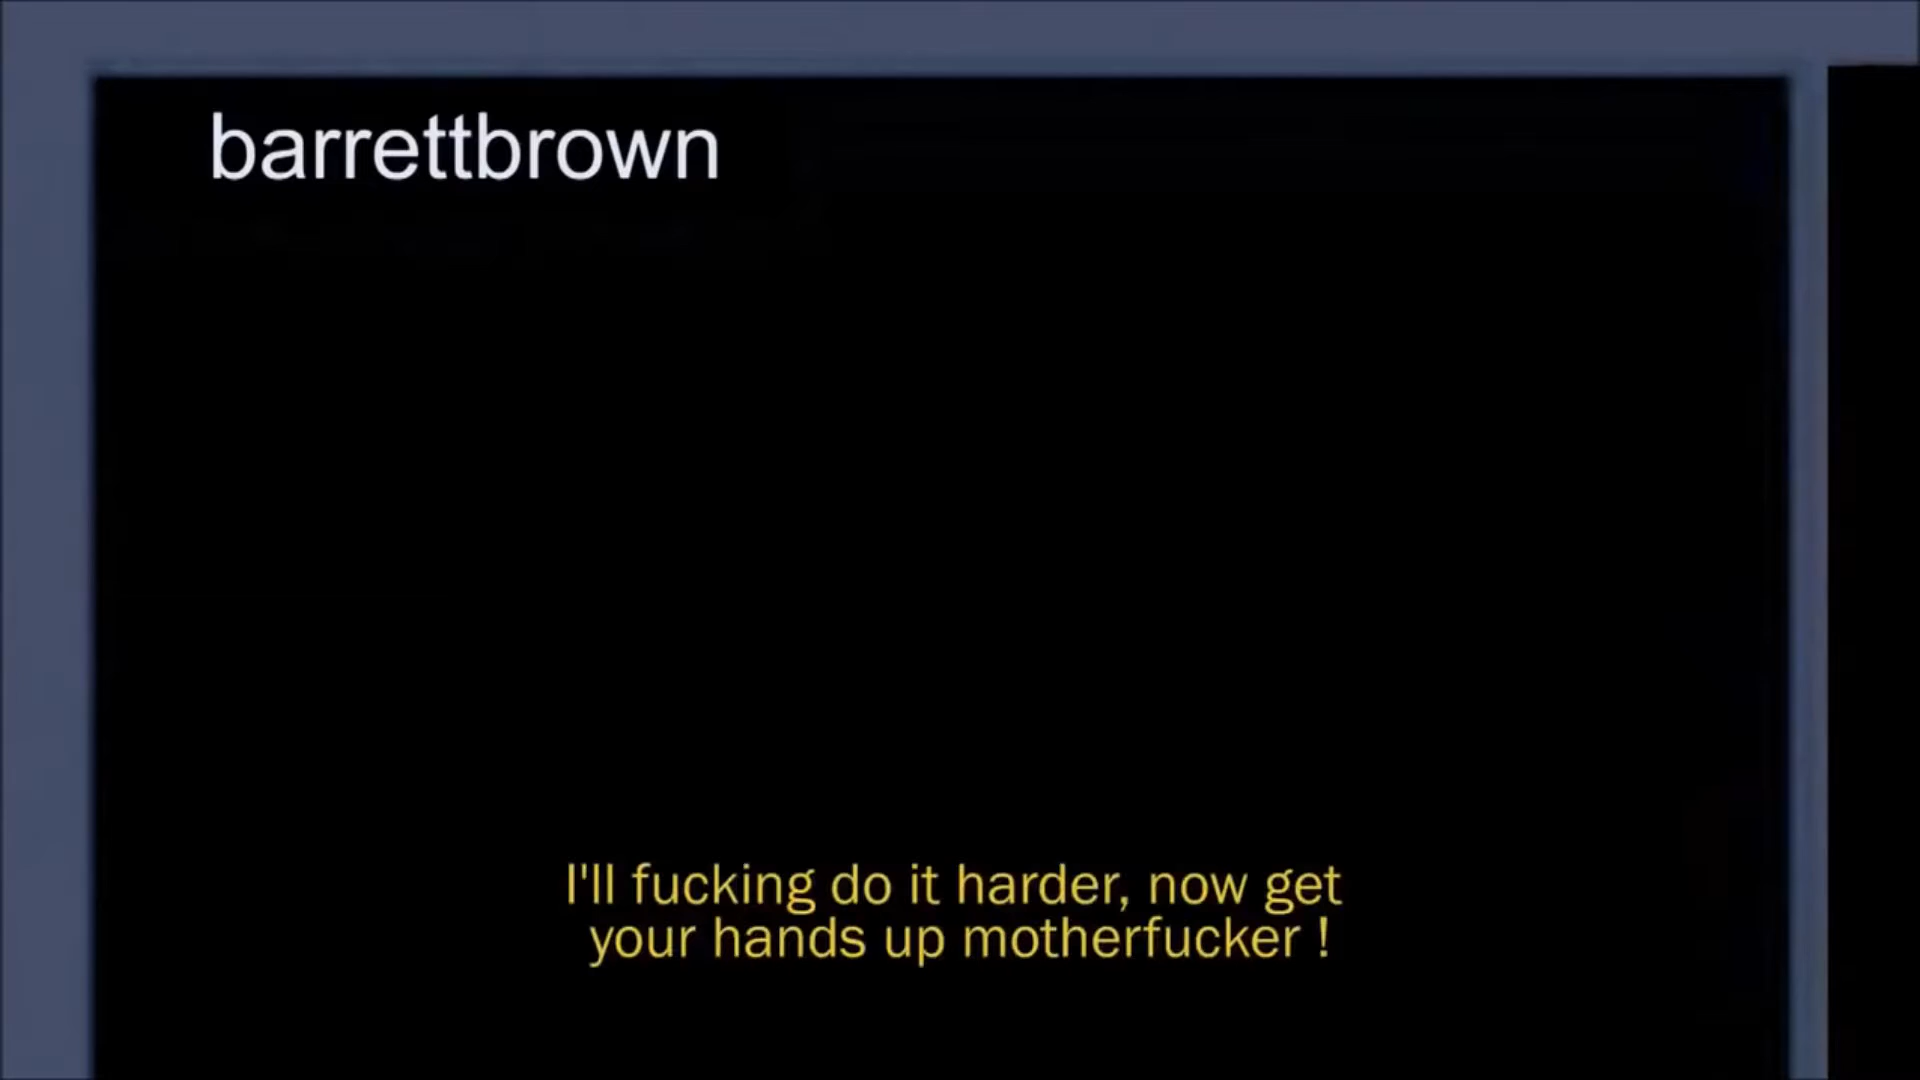 barrettbrown
I'll fucking do it harder, now get
your hands up motherfucker !